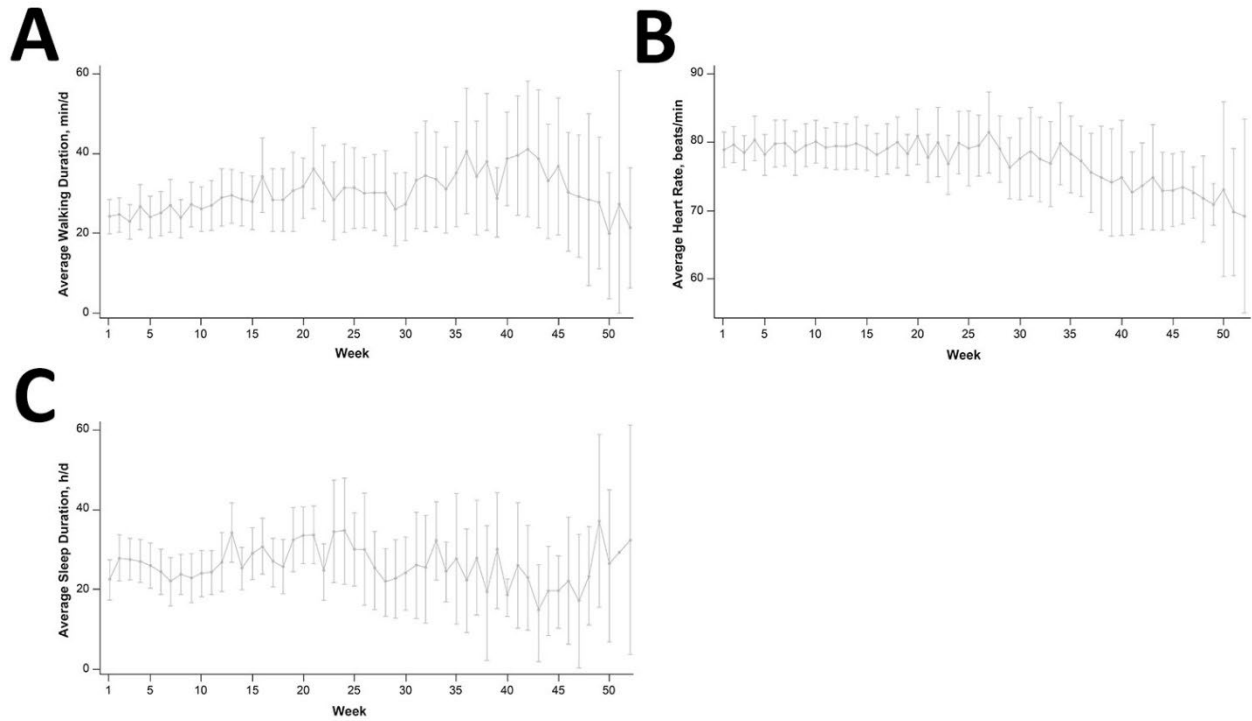 A
Average Walking Duration, min/d
60
40
20
0
1 5 10 15 20 25 30 35 40 45 50
Week
B
Average Heart Rate, beats/min
90
80
70
60
1 5 10 15 20 25 30 35 40 45 50
Week
C
Average Sleep Duration, h/d
60
40
20
0
1 5 10 15 20 25 30 35 40 45 50
Week